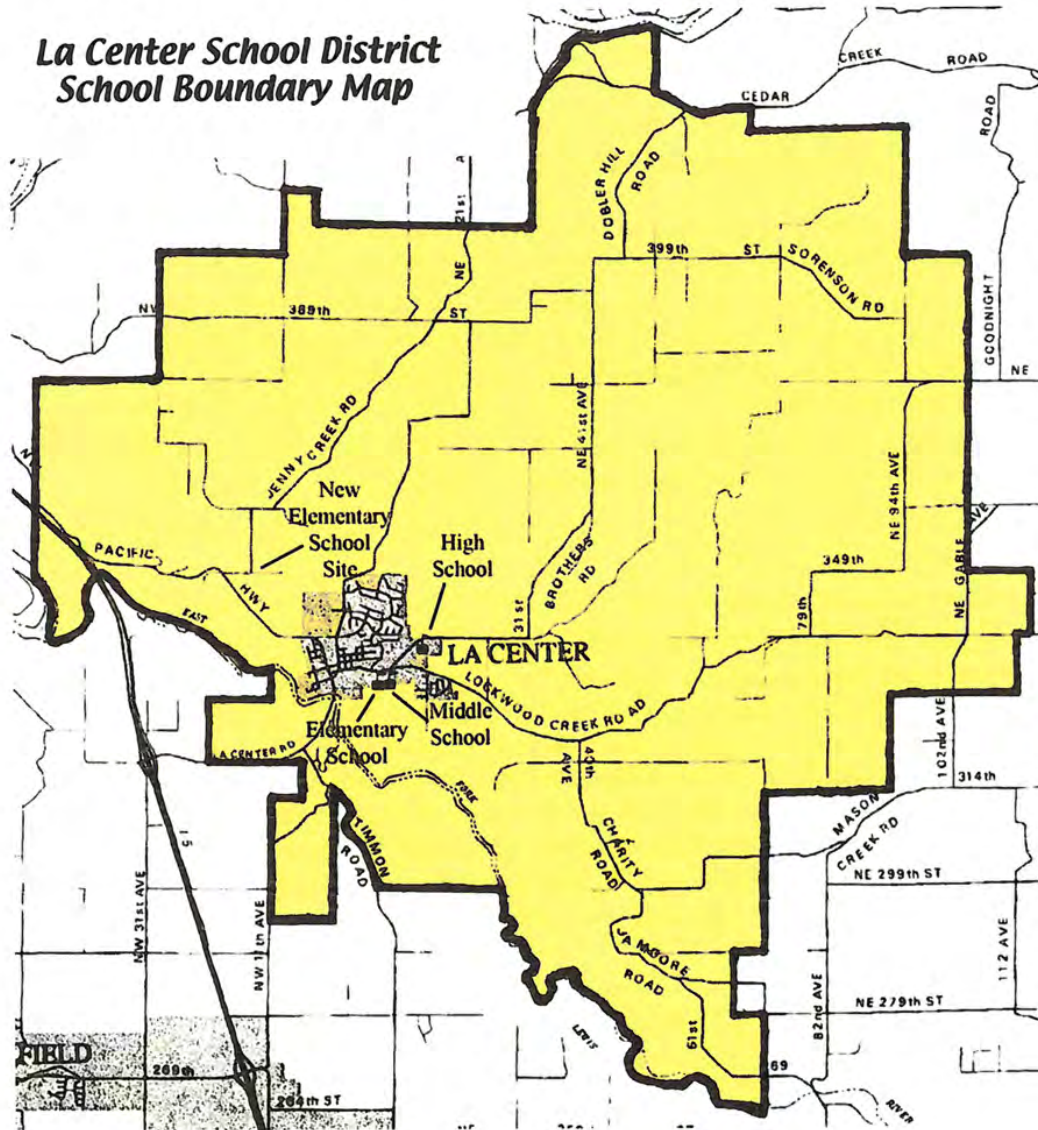 La Center School District
School Boundary Map
CREEK ROAD
CEDAR
ROAD
DOBLER HILL
ROAD
21st
NE
399th ST
SORENSON RD
GOODNIGHT
389th ST
NE
JENNY CREEK RD
NE 41st AVE
NE 94th AVE
New
Elementary
School
Site
High
School
PACIFIC
HWY
EAST
BROTHERS
RD
31st
349th
79th
NE GABLE
AVE
LA CENTER
LOCKWOOD CREEK ROAD
Elementary
School
Middle
School
LA CENTER RD
FORK
40th
AVE
102nd AVE
314th
MASON
CREEK RD
TIMMON
ROAD
CHARITY
ROAD
NE 299th ST
I 5
NW 31st AVE
NW 11th AVE
JA MOORE
ROAD
82nd AVE
112 AVE
NE 279th ST
LEWIS
61st
FIELD
269th
264th ST
69
RIVER